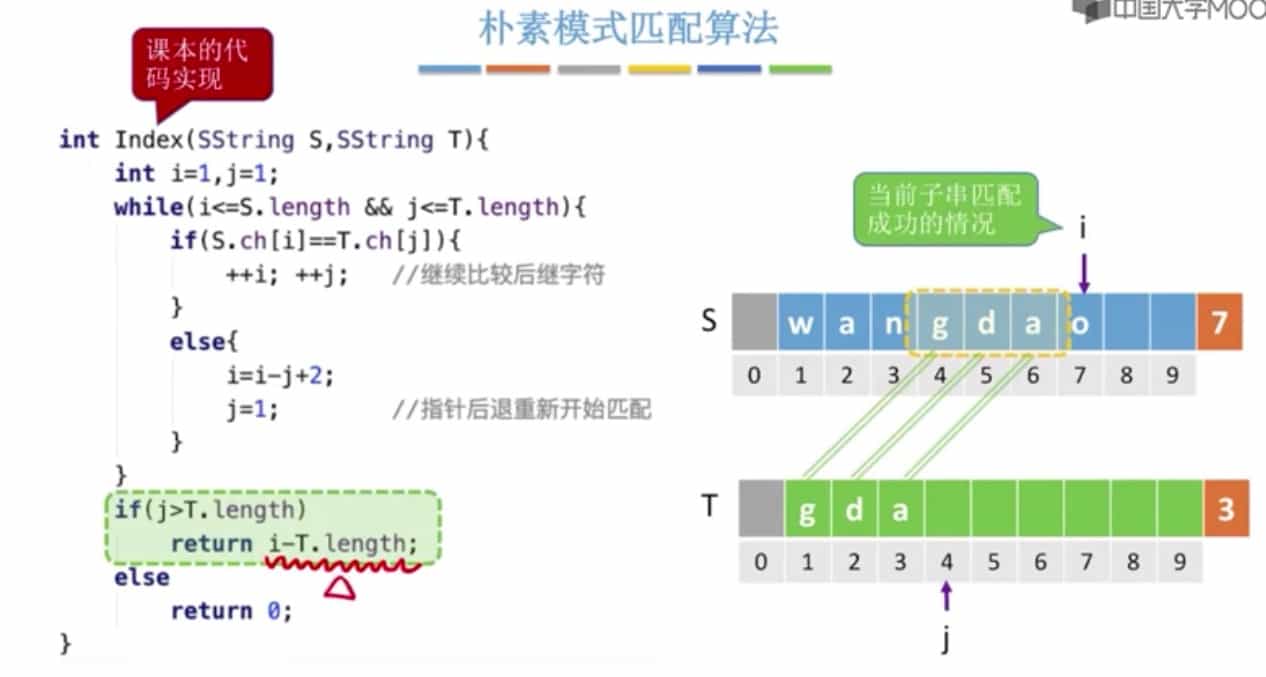 中国大学MOO
朴素模式匹配算法
课本的代
码实现
int Index(SString S,SString T){
int i=1,j=1;
while(i<=S.length && j<=T.length){
if(S.ch[i]==T.ch[j]){
++i; ++j; //继续比较后继字符
}
else{
i=i-j+2;
j=1; //指针后退重新开始匹配
}
}
if(j>T.length)
return i-T.length;
else
return 0;
}
当前子串匹配
成功的情况
i
S w a n g d a o 7
0 1 2 3 4 5 6 7 8 9
T g d a 3
0 1 2 3 4 5 6 7 8 9
j